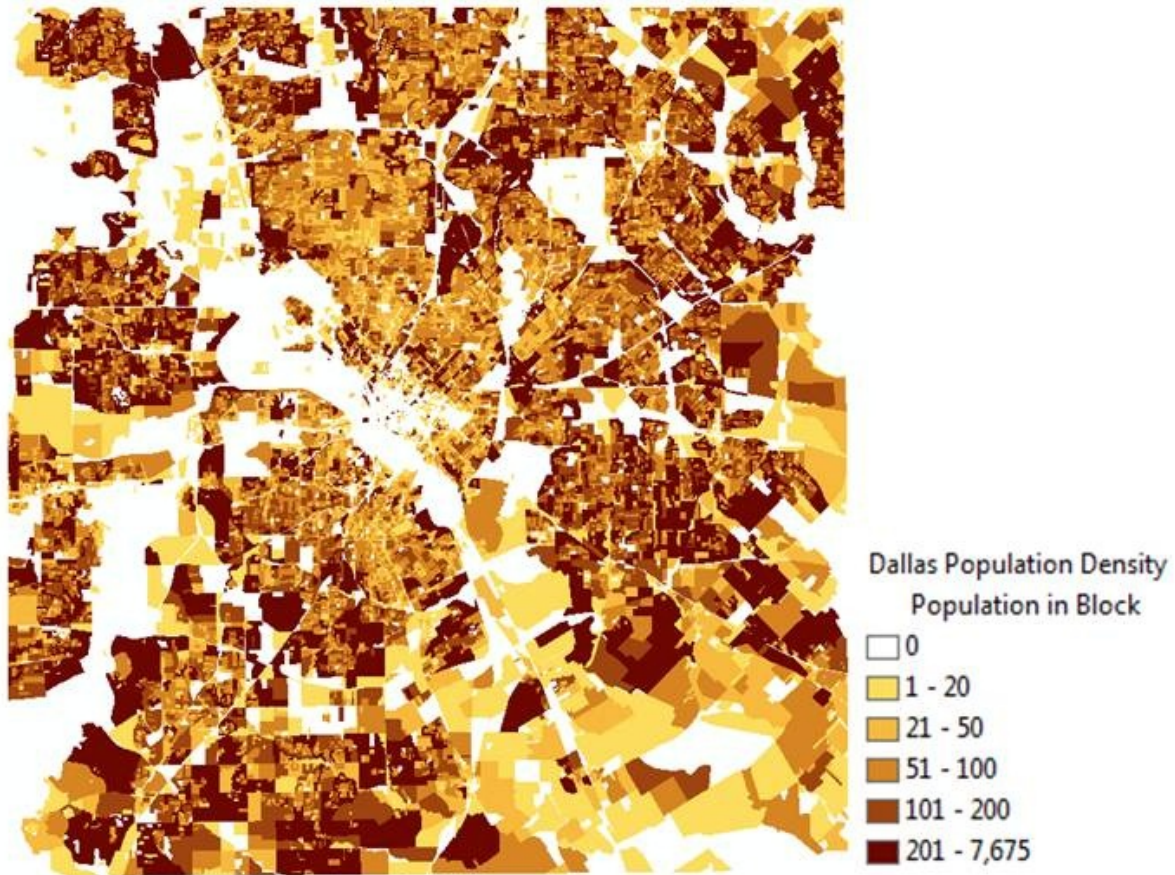 Dallas Population Density
Population in Block
0
1 - 20
21 - 50
51 - 100
101 - 200
201 - 7,675